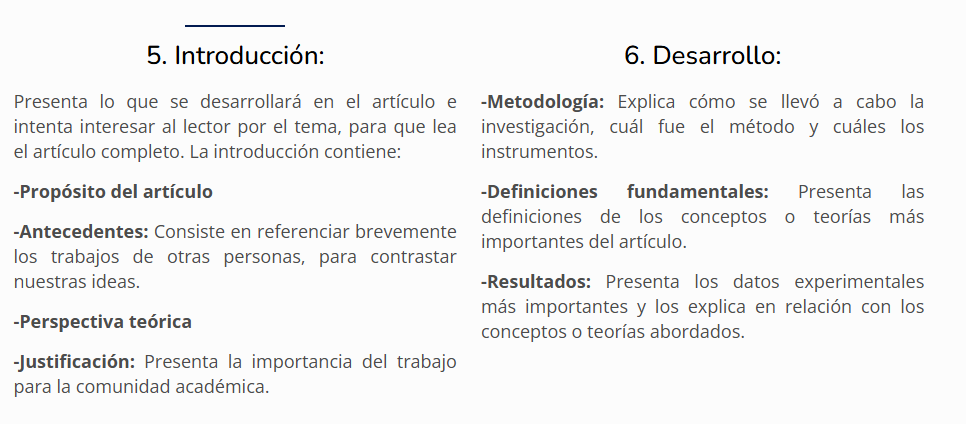 5. Introducción:
Presenta lo que se desarrollará en el artículo e
intenta interesar al lector por el tema, para que lea
el artículo completo. La introducción contiene:
-Propósito del artículo
-Antecedentes: Consiste en referenciar brevemente
los trabajos de otras personas, para contrastar
nuestras ideas.
-Perspectiva teórica
-Justificación: Presenta la importancia del trabajo
para la comunidad académica.
6. Desarrollo:
-Metodología: Explica cómo se llevó a cabo la
investigación, cuál fue el método y cuáles los
instrumentos.
-Definiciones fundamentales: Presenta las
definiciones de los conceptos o teorías más
importantes del artículo.
-Resultados: Presenta los datos experimentales
más importantes y los explica en relación con los
conceptos o teorías abordados.